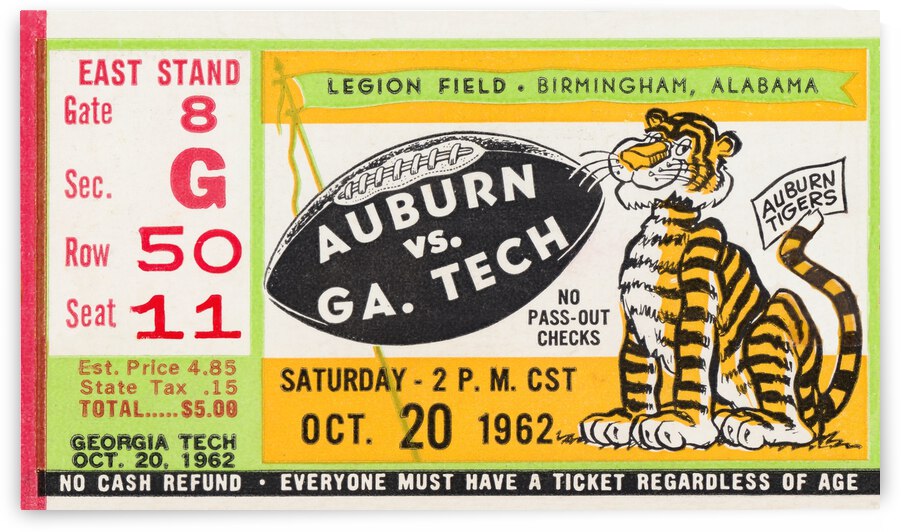 EAST STAND
Gate 8
Sec. G
Row 50
Seat 11
Est. Price 4.85
State Tax .15
TOTAL.....$5.00
GEORGIA TECH
OCT. 20, 1962
LEGION FIELD • BIRMINGHAM, ALABAMA
AUBURN
vs.
GA. TECH
AUBURN
TIGERS
NO
PASS-OUT
CHECKS
SATURDAY - 2 P. M. CST
OCT. 20 1962
NO CASH REFUND • EVERYONE MUST HAVE A TICKET REGARDLESS OF AGE